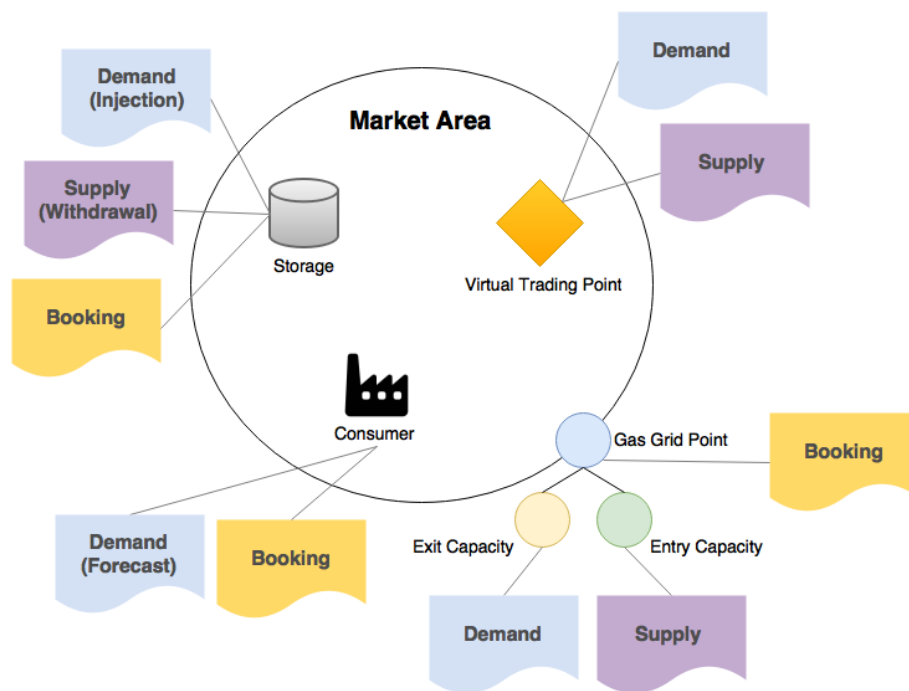 Demand
(Injection)
Demand
Market Area
Supply
Supply
(Withdrawal)
Storage
Virtual Trading Point
Booking
Consumer
Gas Grid Point
Booking
Demand
(Forecast)
Booking
Exit Capacity
Entry Capacity
Demand
Supply